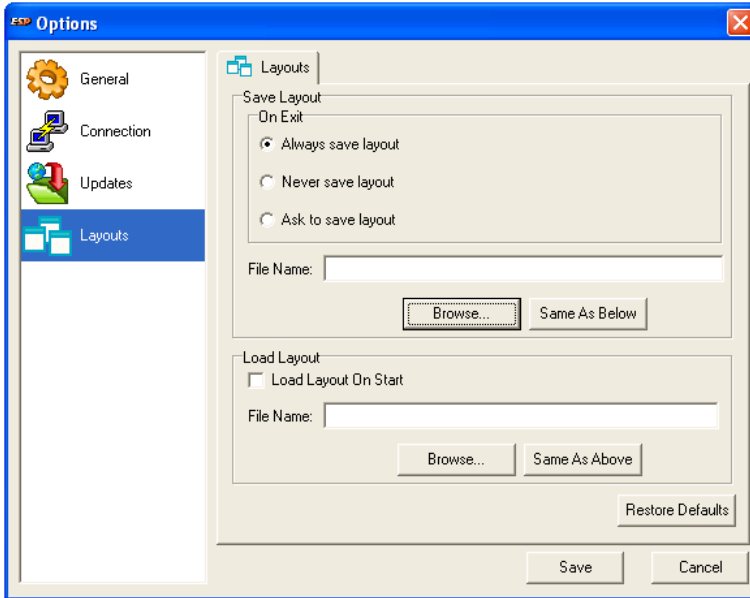 ESP Options
General
Connection
Updates
Layouts
Layouts
Save Layout
On Exit
Always save layout
Never save layout
Ask to save layout
File Name:
Browse... Same As Below
Load Layout
Load Layout On Start
File Name:
Browse... Same As Above
Restore Defaults
Save Cancel